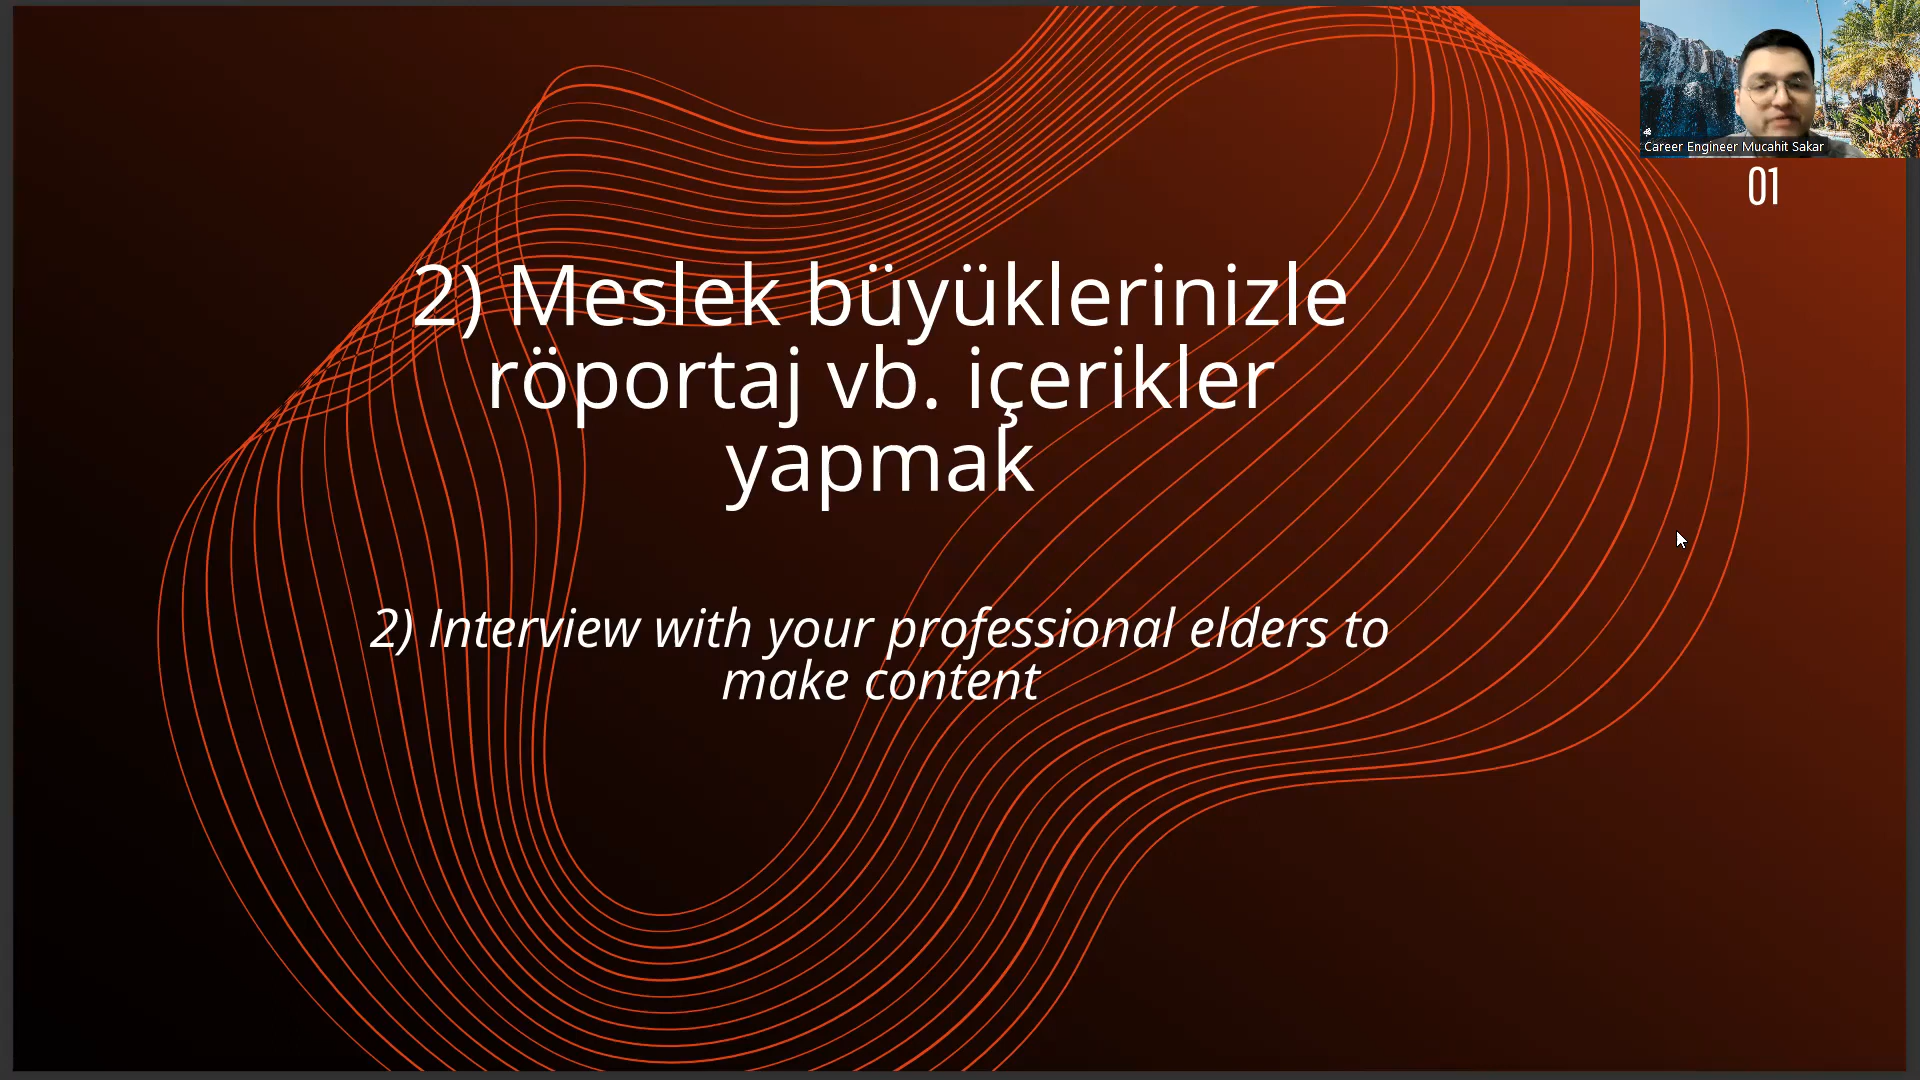 Career Engineer Mucahit Sakar
01
2) Meslek büyüklerinizle
röportaj vb. içerikler
yapmak
2) Interview with your professional elders to
make content